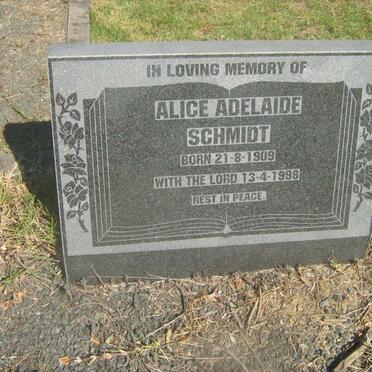 IN LOVING MEMORY OF
ALICE ADELAIDE
SCHMIDT
BORN 21-8-1909
WITH THE LORD 13-4-1998
REST IN PEACE.